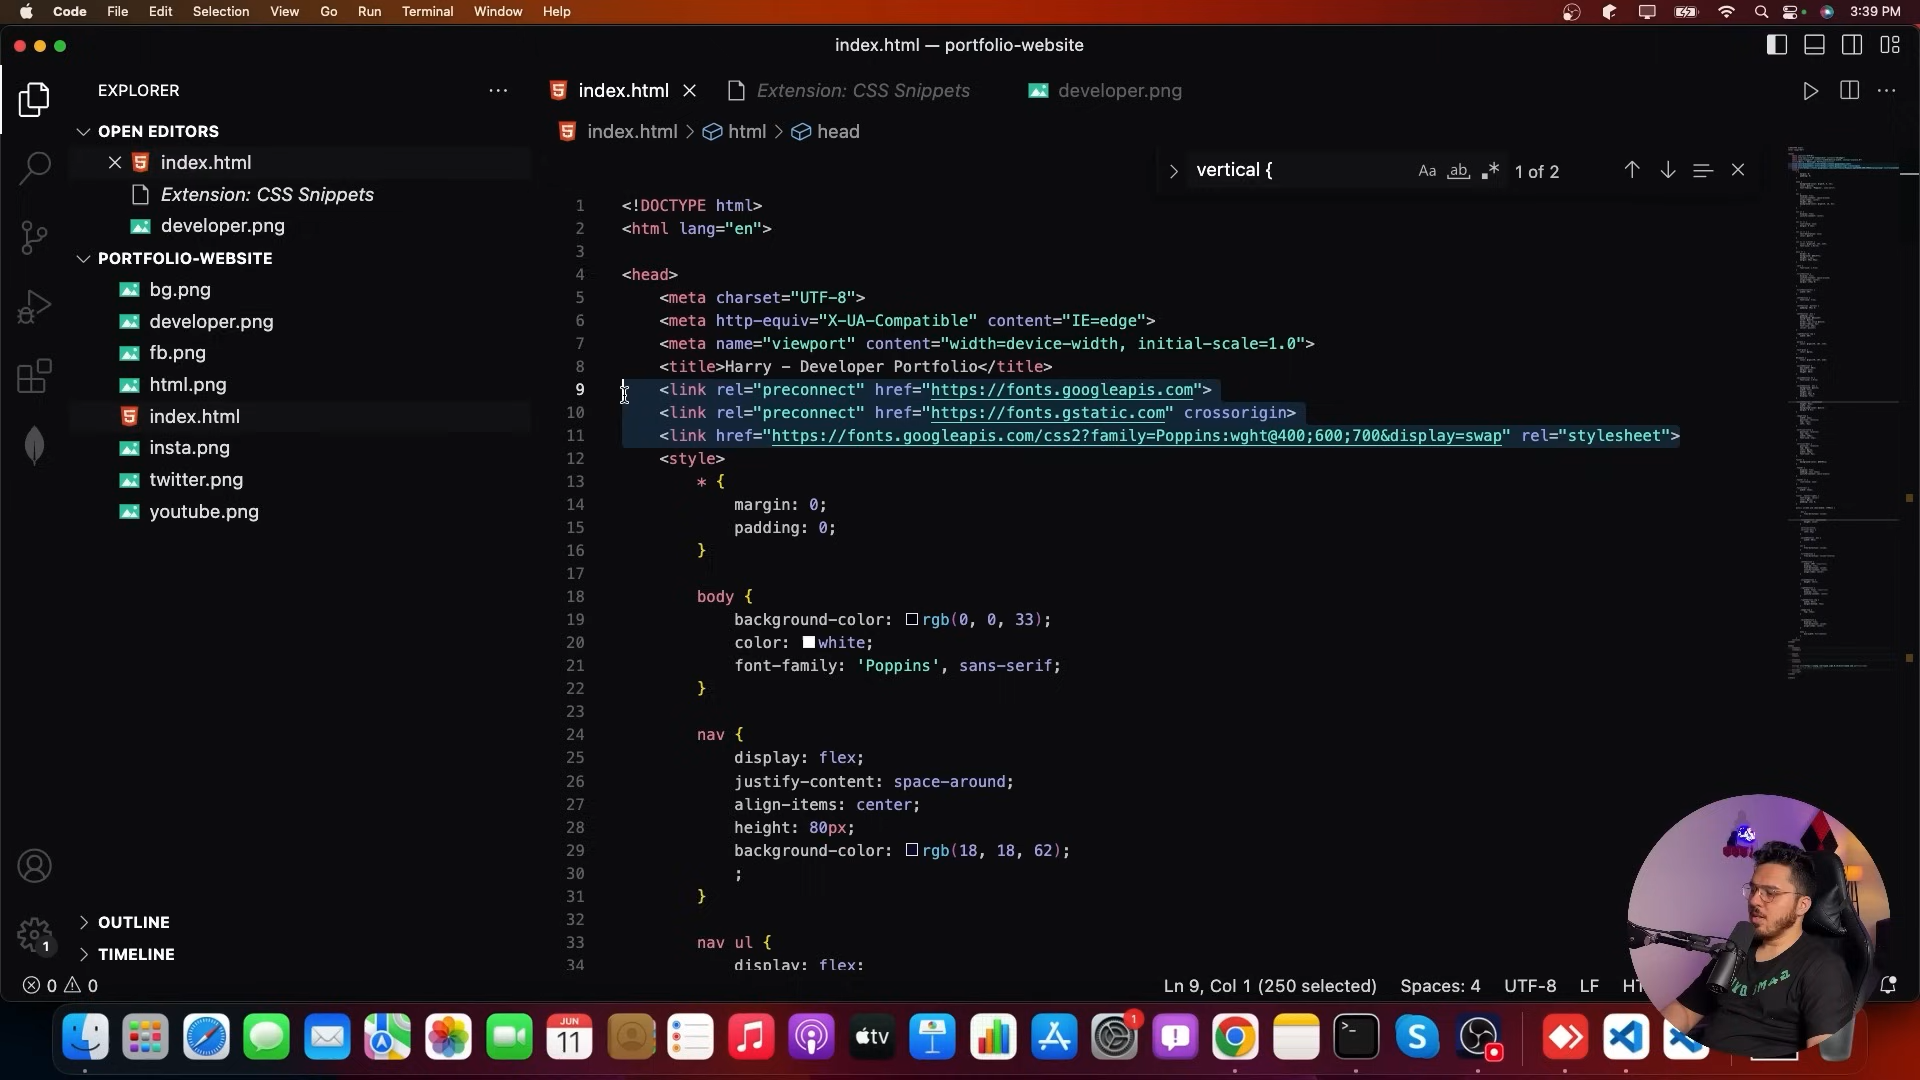 Code File Edit Selection View Go Run Terminal Window Help
3:39 PM
index.html — portfolio-website
EXPLORER
index.html
Extension: CSS Snippets
developer.png
OPEN EDITORS
index.html
Extension: CSS Snippets
developer.png
PORTFOLIO-WEBSITE
bg.png
developer.png
fb.png
html.png
index.html
insta.png
twitter.png
youtube.png
OUTLINE
TIMELINE
index.html > html > head
vertical {
Aa ab 1 of 2
1 <!DOCTYPE html>
2 <html lang="en">
3
4 <head>
5 <meta charset="UTF-8">
6 <meta http-equiv="X-UA-Compatible" content="IE=edge">
7 <meta name="viewport" content="width=device-width, initial-scale=1.0">
8 <title>Harry - Developer Portfolio</title>
9 <link rel="preconnect" href="https://fonts.googleapis.com">
10 <link rel="preconnect" href="https://fonts.gstatic.com" crossorigin>
11 <link href="https://fonts.googleapis.com/css2?family=Poppins:wght@400;600;700&display=swap" rel="stylesheet">
12 <style>
13 * {
14 margin: 0;
15 padding: 0;
16 }
17
18 body {
19 background-color: rgb(0, 0, 33);
20 color: white;
21 font-family: 'Poppins', sans-serif;
22 }
23
24 nav {
25 display: flex;
26 justify-content: space-around;
27 align-items: center;
28 height: 80px;
29 background-color: rgb(18, 18, 62);
30 ;
31 }
32
33 nav ul {
34 display: flex;
1
0 0
Ln 9, Col 1 (250 selected) Spaces: 4 UTF-8 LF
JUN
11
tv
1